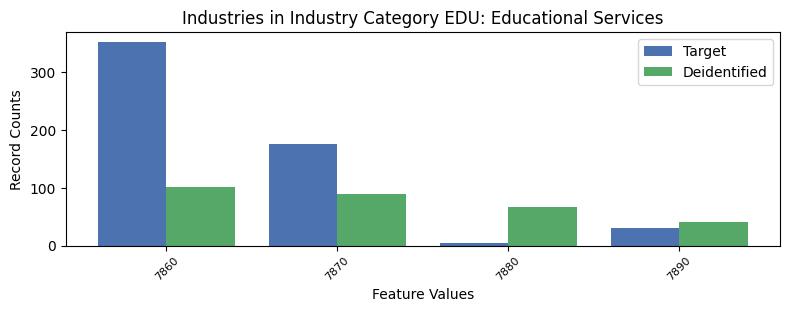 Industries in Industry Category EDU: Educational Services
Target
Deidentified
Record Counts
300
200
100
0
7860
7870
7880
7890
Feature Values